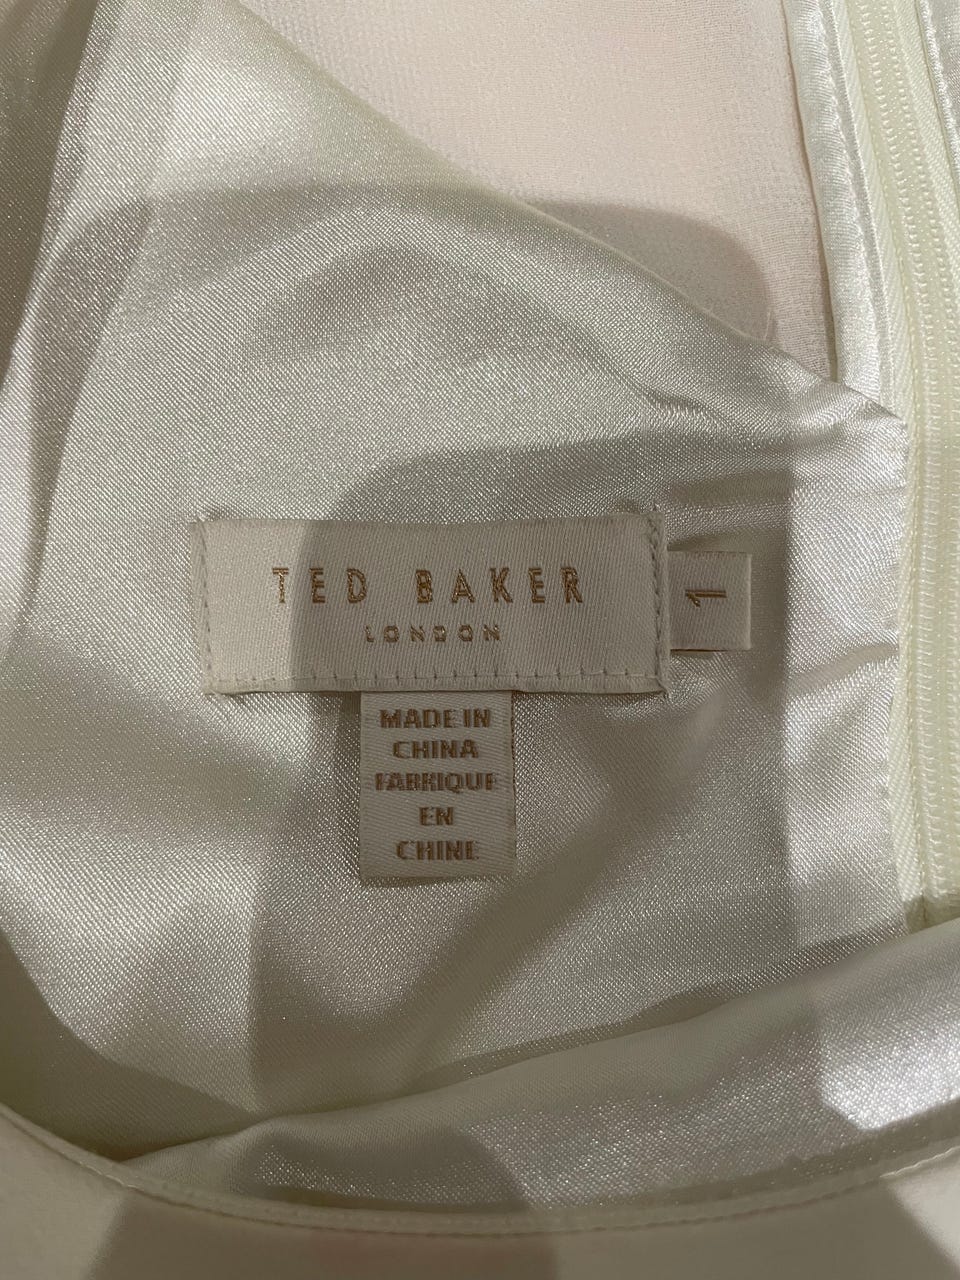 TED BAKER
LONDON
1
MADE IN
CHINA
FABRIQUE
EN
CHINE